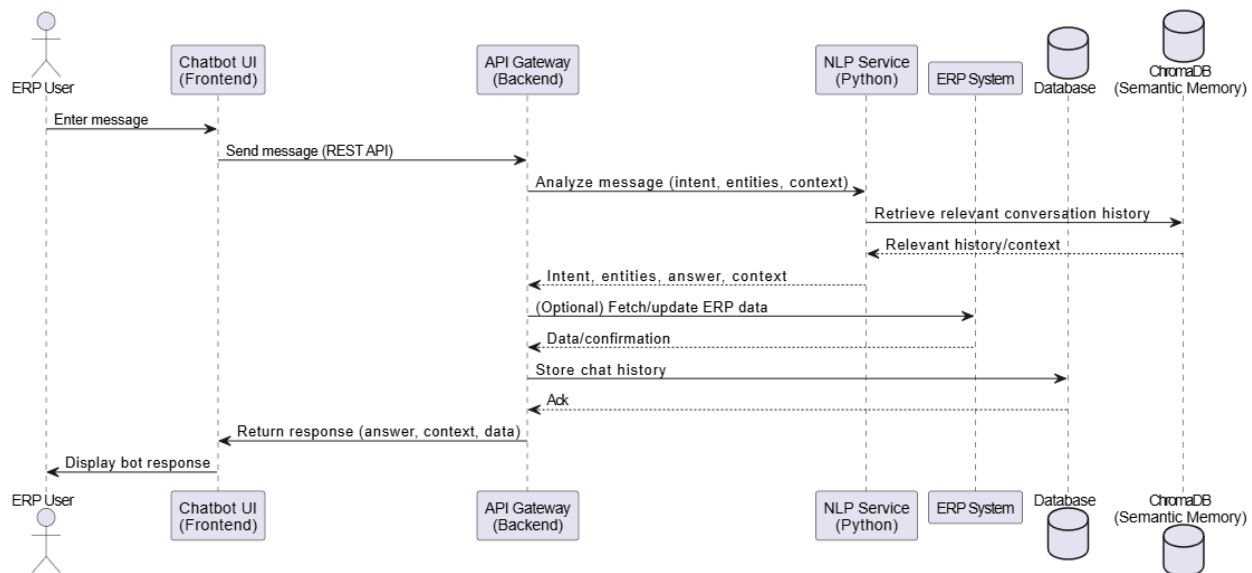 ERP User
Chatbot UI
(Frontend)
API Gateway
(Backend)
NLP Service
(Python)
ERP System
Database
ChromaDB
(Semantic Memory)
Enter message
Send message (REST API)
Analyze message (intent, entities, context)
Retrieve relevant conversation history
Relevant history/context
Intent, entities, answer, context
(Optional) Fetch/update ERP data
Data/confirmation
Store chat history
Ack
Return response (answer, context, data)
Display bot response
ERP User
Chatbot UI
(Frontend)
API Gateway
(Backend)
NLP Service
(Python)
ERP System
Database
ChromaDB
(Semantic Memory)